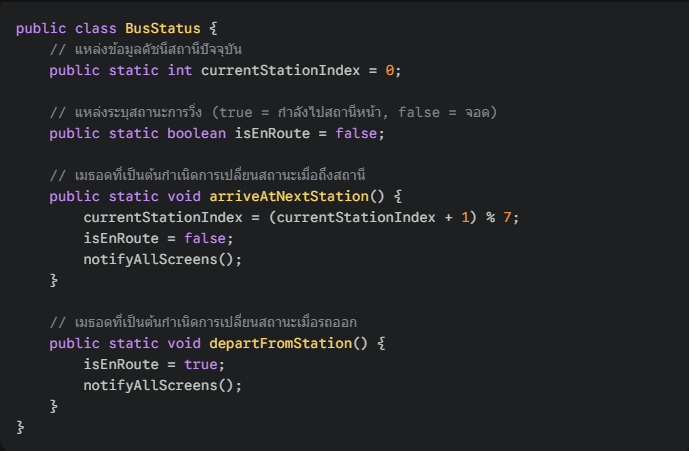 public class BusStatus {
// แหล่งข้อมูลดัชนีสถานีปัจจุบัน
public static int currentStationIndex = 0;
// แหล่งระบุสถานะการวิ่ง (true = กำลังไปสถานีหน้า, false = จอด)
public static boolean isEnRoute = false;
// เมธอดที่เป็นต้นกำเนิดการเปลี่ยนสถานะเมื่อถึงสถานี
public static void arriveAtNextStation() {
currentStationIndex = (currentStationIndex + 1) % 7;
isEnRoute = false;
notifyAllScreens();
}
// เมธอดที่เป็นต้นกำเนิดการเปลี่ยนสถานะเมื่อรถออก
public static void departFromStation() {
isEnRoute = true;
notifyAllScreens();
}
}